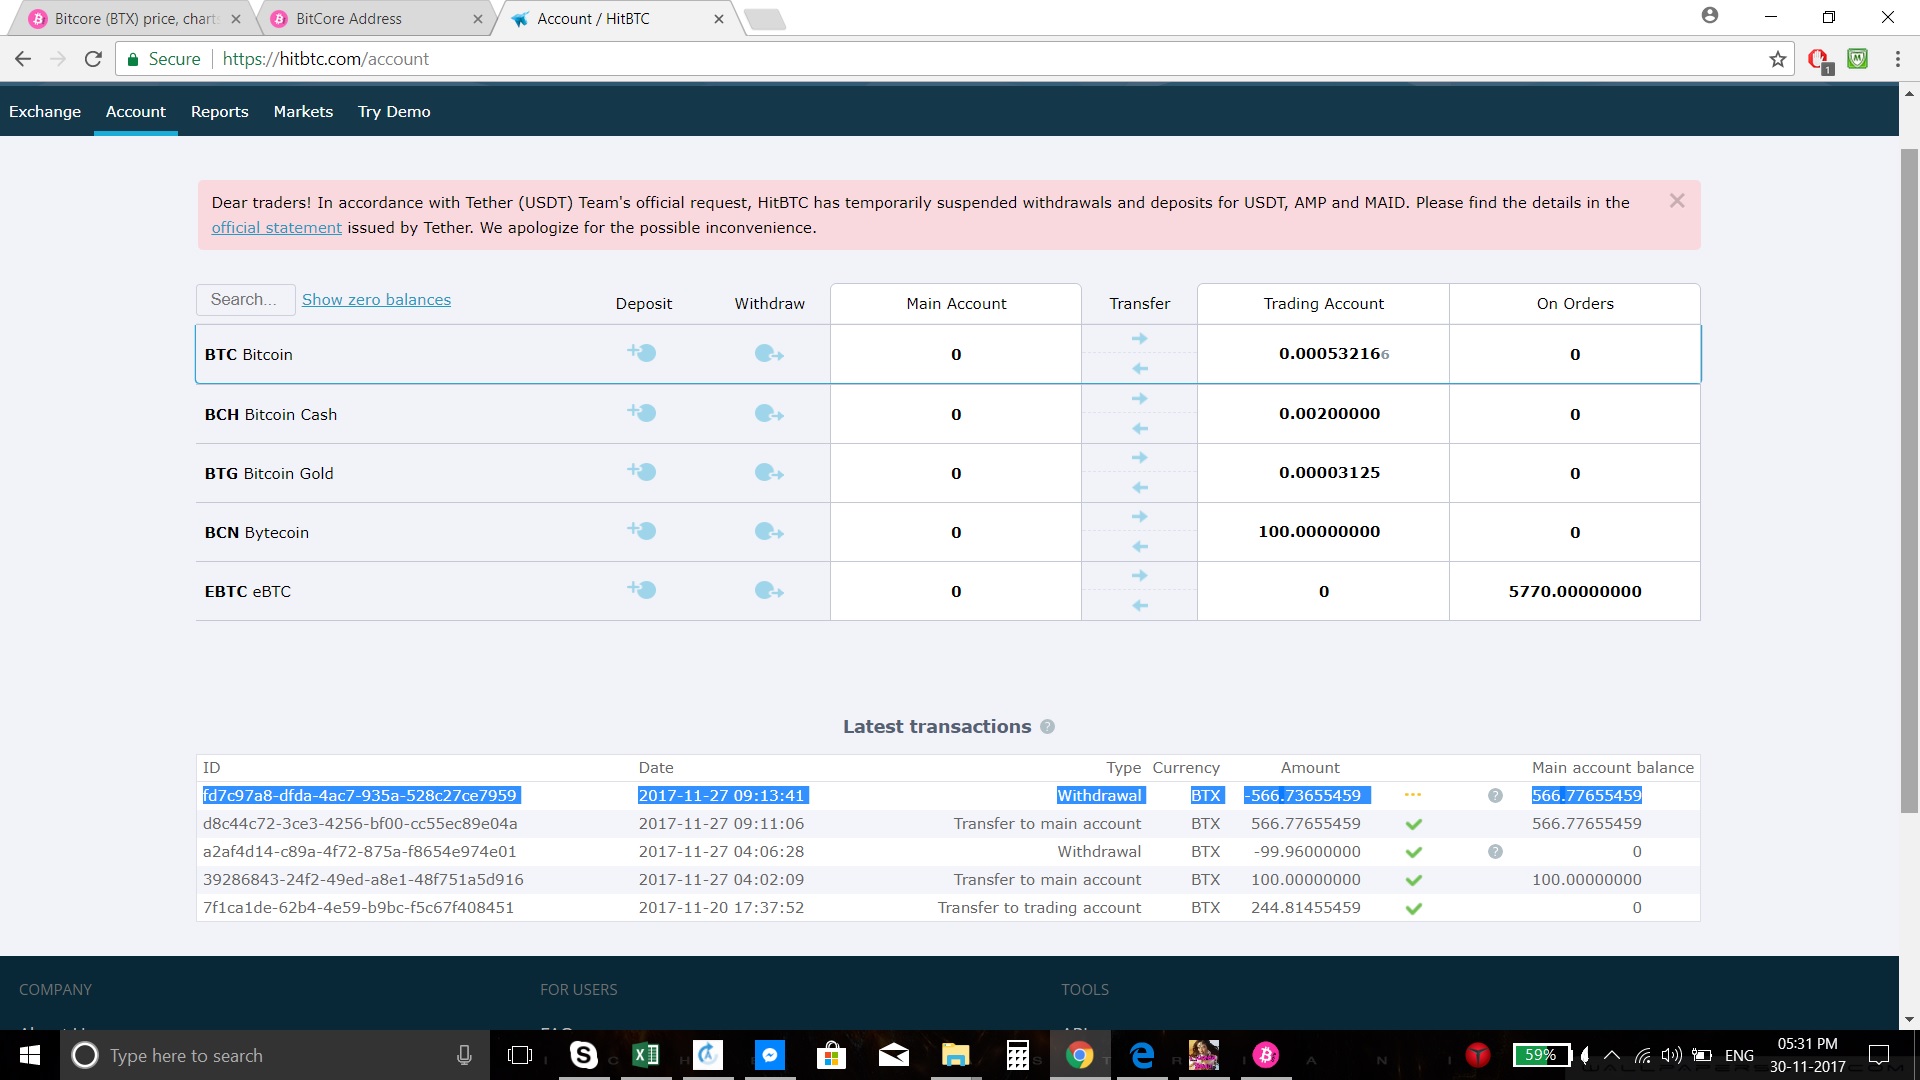 Bitcore (BTX) price, chart
BitCore Address
Account / HitBTC
Secure
https://hitbtc.com/account
1
Exchange Account Reports Markets Try Demo
Dear traders! In accordance with Tether (USDT) Team's official request, HitBTC has temporarily suspended withdrawals and deposits for USDT, AMP and MAID. Please find the details in the
official statement issued by Tether. We apologize for the possible inconvenience.
Search... Show zero balances Deposit Withdraw Main Account Transfer Trading Account On Orders
BTC Bitcoin 0 0.000532166 0
BCH Bitcoin Cash 0 0.00200000 0
BTG Bitcoin Gold 0 0.00003125 0
BCN Bytecoin 0 100.00000000 0
EBTC eBTC 0 0 5770.00000000
Latest transactions ?
ID Date Type Currency Amount Main account balance
fd7c97a8-dfda-4ac7-935a-528c27ce7959 2017-11-27 09:13:41 Withdrawal BTX -566.73655459 ? 566.77655459
d8c44c72-3ce3-4256-bf00-cc55ec89e04a 2017-11-27 09:11:06 Transfer to main account BTX 566.77655459 566.77655459
a2af4d14-c89a-4f72-875a-f8654e974e01 2017-11-27 04:06:28 Withdrawal BTX -99.96000000 ? 0
39286843-24f2-49ed-a8e1-48f751a5d916 2017-11-27 04:02:09 Transfer to main account BTX 100.00000000 100.00000000
7f1ca1de-62b4-4e59-b9bc-f5c67f408451 2017-11-20 17:37:52 Transfer to trading account BTX 244.81455459 0
COMPANY FOR USERS TOOLS
Type here to search
59%
ENG
05:31 PM
30-11-2017